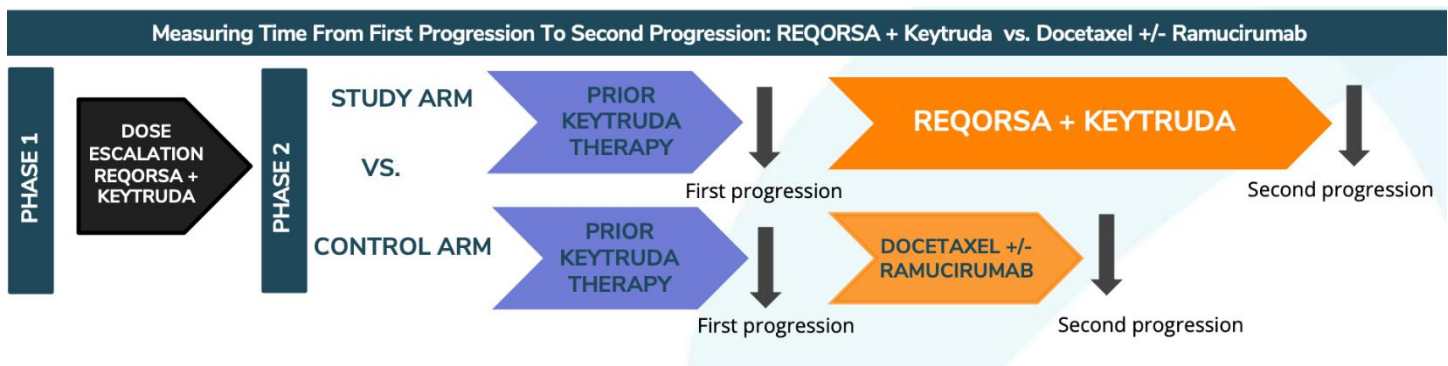 Measuring Time From First Progression To Second Progression: REQORSA + Keytruda vs. Docetaxel +/- Ramucirumab
PHASE 1
DOSE
ESCALATION
REQORSA +
KEYTRUDA
PHASE 2
STUDY ARM
VS.
CONTROL ARM
PRIOR
KEYTRUDA
THERAPY
First progression
REQORSA + KEYTRUDA
Second progression
PRIOR
KEYTRUDA
THERAPY
First progression
DOCETAXEL +/-
RAMUCIRUMAB
Second progression